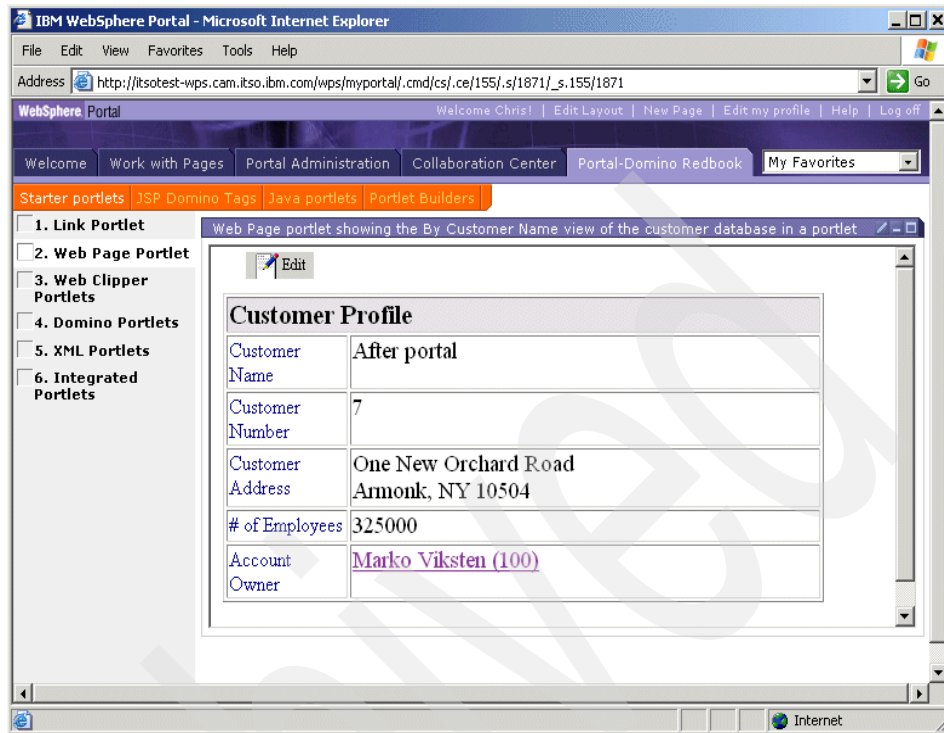 IBM WebSphere Portal - Microsoft Internet Explorer
File Edit View Favorites Tools Help
Address http://itsotest-wps.cam.itso.ibm.com/wps/myportal/.cmd/cs/.ce/155/.s/1871/_s.155/1871 Go
WebSphere Portal Welcome Chris! | Edit Layout | New Page | Edit my profile | Help | Log off
Welcome Work with Pages Portal Administration Collaboration Center Portal-Domino Redbook My Favorites
Starter portlets JSP Domino Tags Java portlets Portlet Builders
1. Link Portlet
2. Web Page Portlet
3. Web Clipper
Portlets
4. Domino Portlets
5. XML Portlets
6. Integrated
Portlets
Web Page portlet showing the By Customer Name view of the customer database in a portlet
Edit
Customer Profile
Customer
Name
After portal
Customer
Number
7
Customer
Address
One New Orchard Road
Armonk, NY 10504
# of Employees 325000
Account
Owner
Marko Viksten (100)
Internet